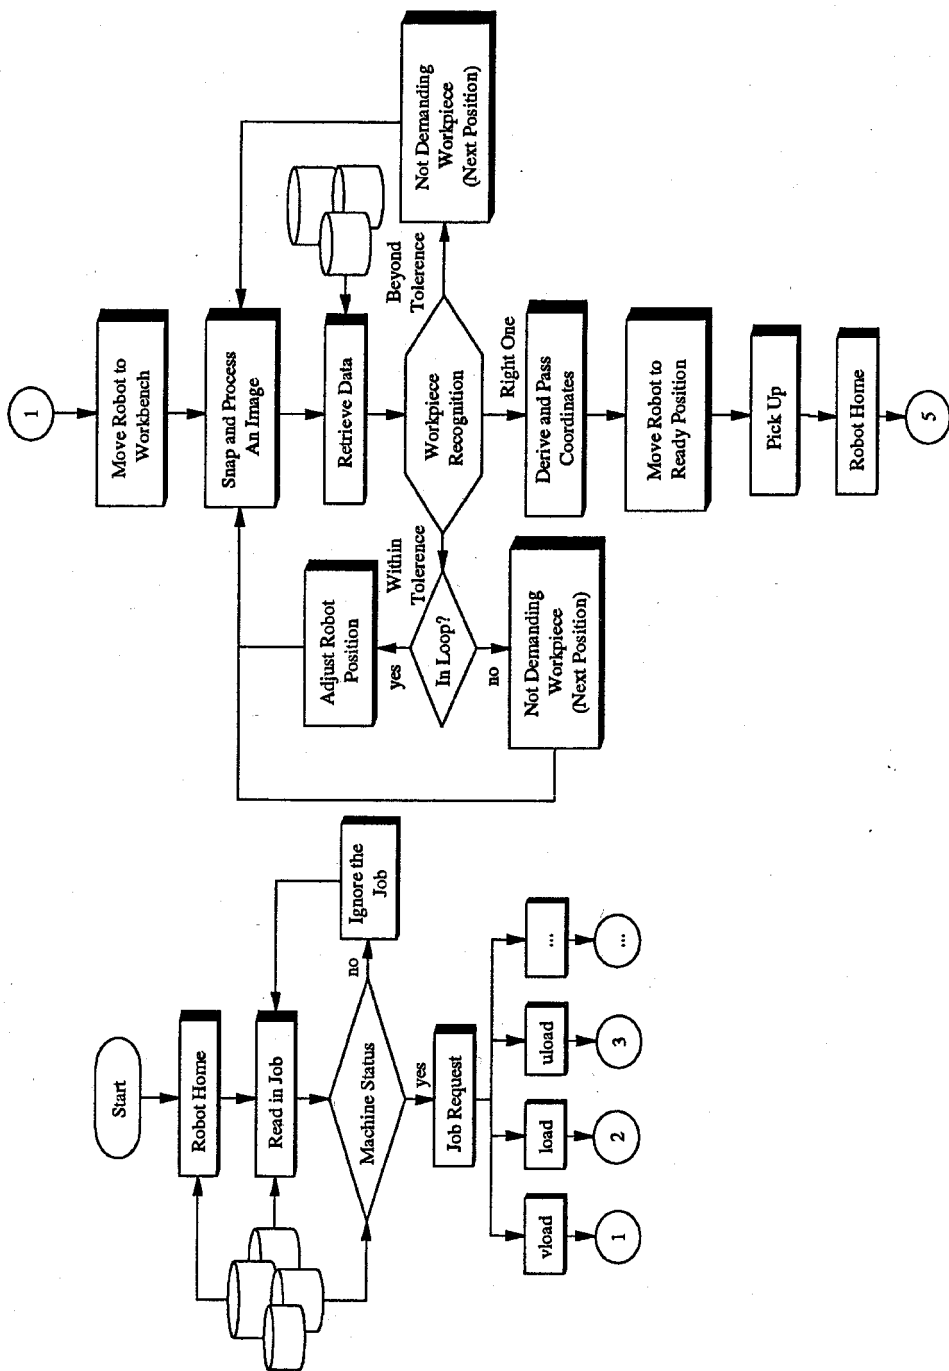 Start
Robot Home
Read in Job
Machine Status
no
Ignore the
Job
yes
Job Request
vload
load
uload
...
1
2
3
...
1
Move Robot to
Workbench
Snap and Process
An Image
Retrieve Data
Workpiece
Recognition
Within
Tolerence
In Loop?
yes
Adjust Robot
Position
no
Not Demanding
Workpiece
(Next Position)
Beyond
Tolerence
Not Demanding
Workpiece
(Next Position)
Right One
Derive and Pass
Coordinates
Move Robot to
Ready Position
Pick Up
Robot Home
5